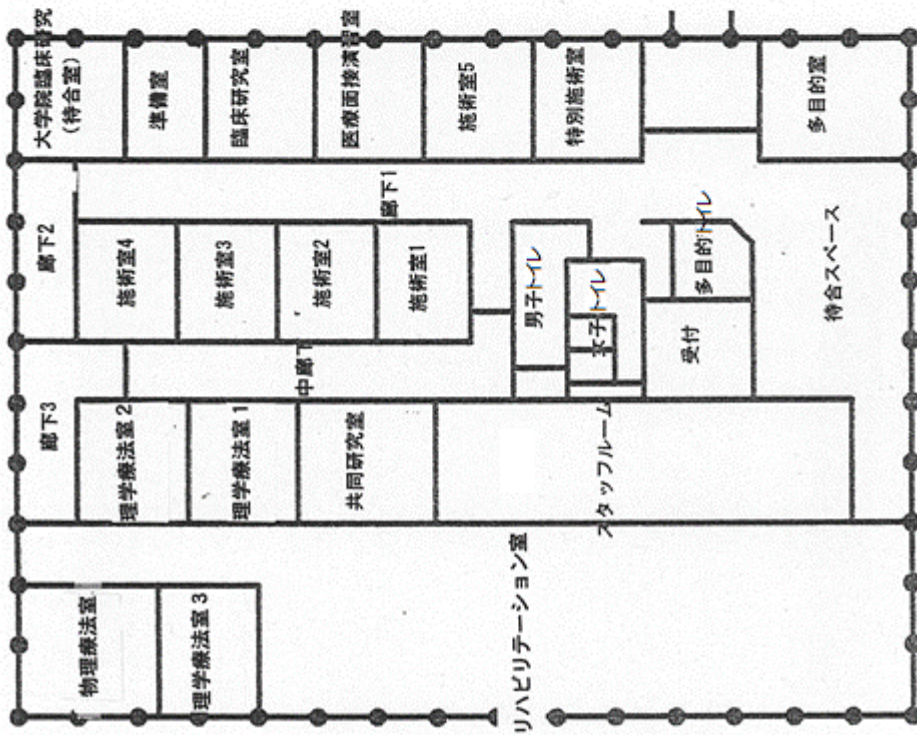 大学院臨床研究
(待合室)
準備室
臨床研究室
医療面接演習室
施術室5
特別施術室
多目的室
廊下1
廊下2
施術室4
施術室3
施術室2
施術室1
男子トイレ
女子トイレ
多目的トイレ
受付
待合スペース
中廊下
廊下3
理学療法室2
理学療法室1
共同研究室
スタッフルーム
リハビリテーション室
物理療法室
理学療法室3